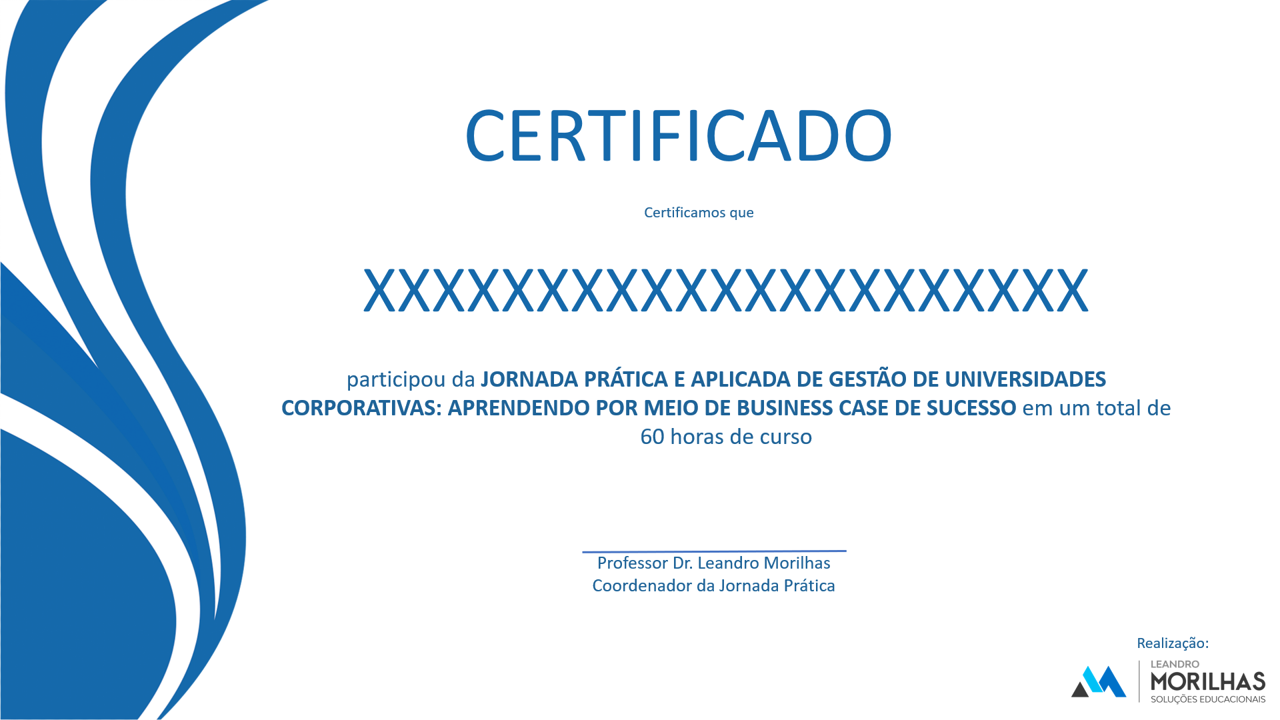 CERTIFICADO
Certificamos que
XXXXXXXXXXXXXXXXXXXXX
participou da JORNADA PRÁTICA E APLICADA DE GESTÃO DE UNIVERSIDADES
CORPORATIVAS: APRENDENDO POR MEIO DE BUSINESS CASE DE SUCESSO em um total de
60 horas de curso
Professor Dr. Leandro Morilhas
Coordenador da Jornada Prática
Realização:
LEANDRO
MORILHAS
SOLUÇÕES EDUCACIONAIS